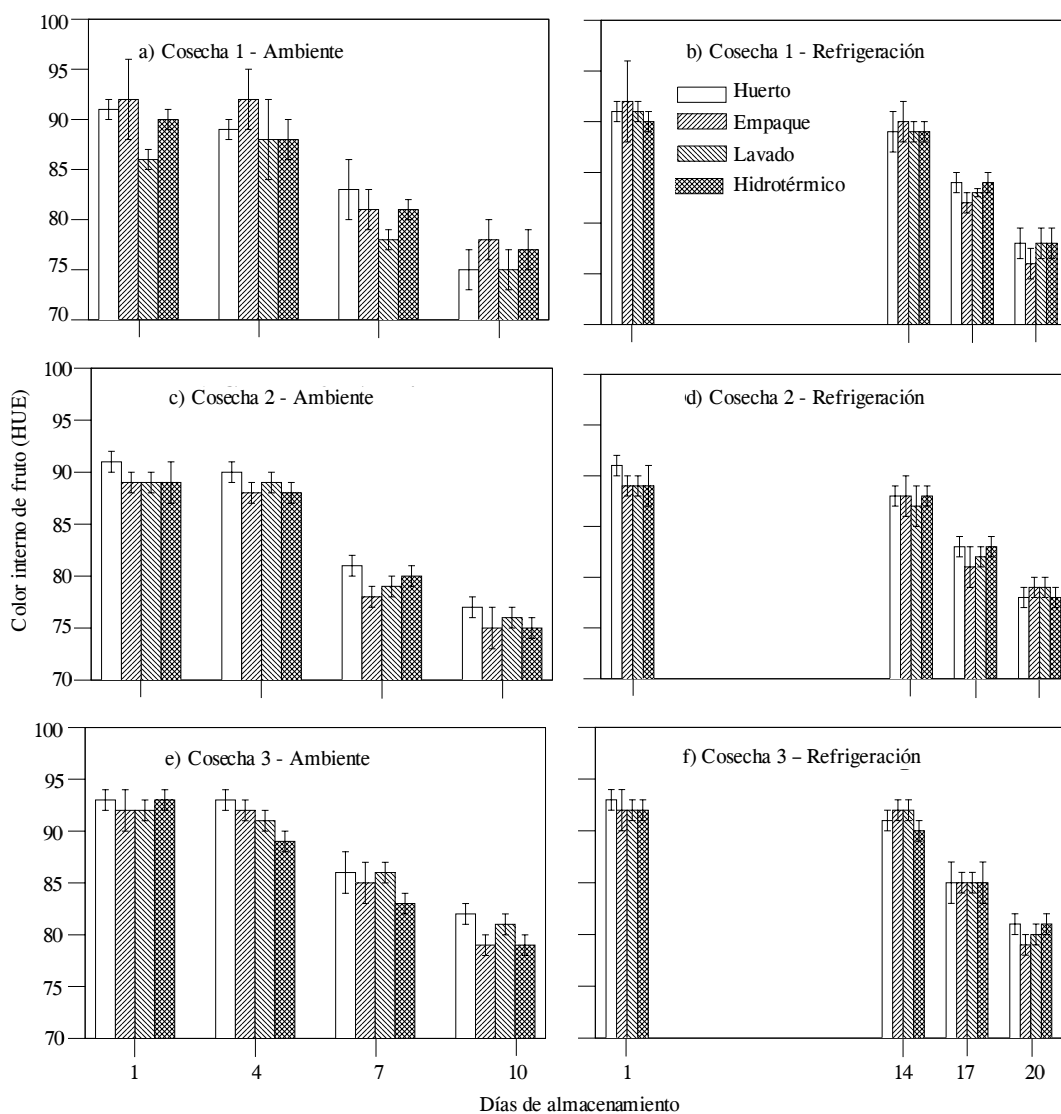 100
95
90
85
80
75
70
a) Cosecha 1 - Ambiente
b) Cosecha 1 - Refrigeración
Huerto
Empaque
Lavado
Hidrotérmico
Color interno de fruto (HUE)
100
95
90
85
80
75
70
c) Cosecha 2 - Ambiente
d) Cosecha 2 - Refrigeración
100
95
90
85
80
75
70
e) Cosecha 3 - Ambiente
f) Cosecha 3 – Refrigeración
1 4 7 10 1 14 17 20
Días de almacenamiento